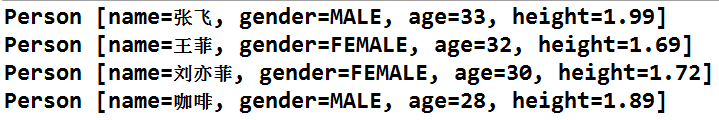 Person [name=张飞, gender=MALE, age=33, height=1.99]
Person [name=王菲, gender=FEMALE, age=32, height=1.69]
Person [name=刘亦菲, gender=FEMALE, age=30, height=1.72]
Person [name=咖啡, gender=MALE, age=28, height=1.89]